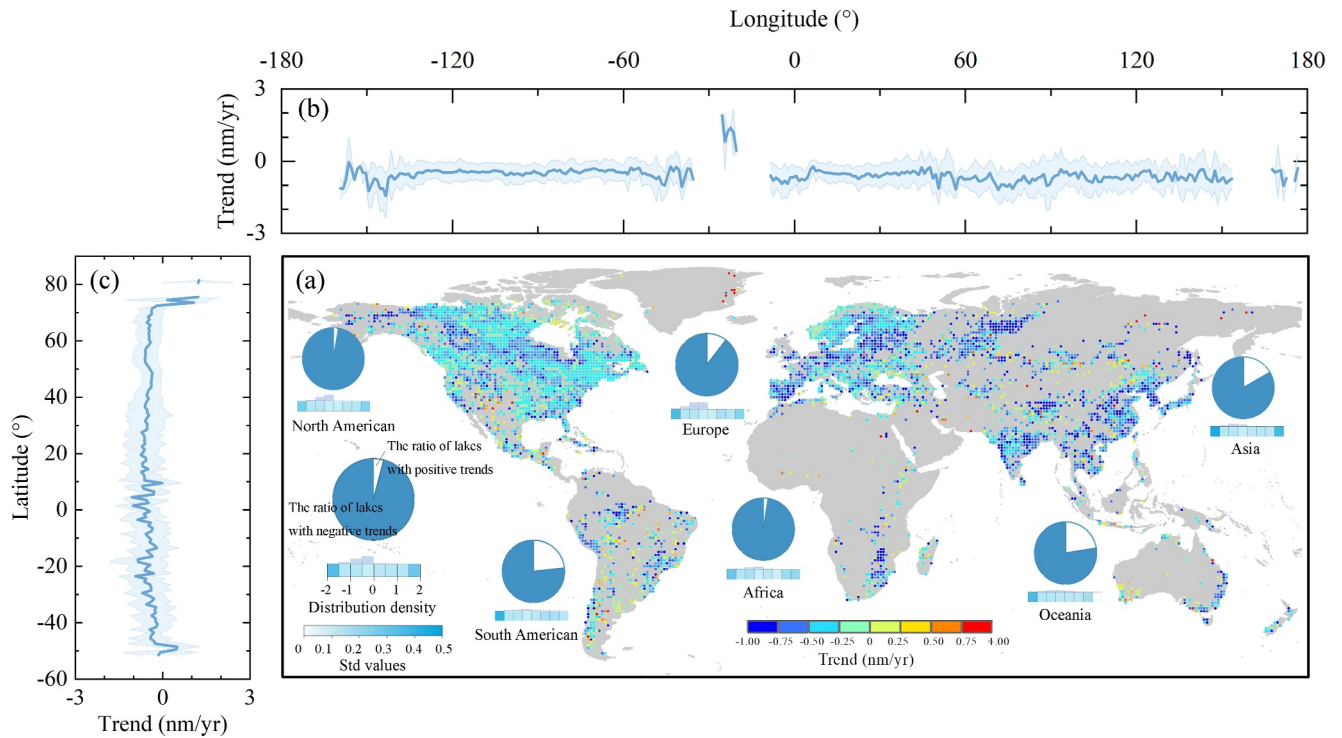 Longitude (°)
-180 -120 -60 0 60 120 180
(b)
Trend (nm/yr)
3
0
-3
(c)
Latitude (°)
80
60
40
20
0
-20
-40
-60
-3 0 3
Trend (nm/yr)
(a)
North American
Europe
Asia
The ratio of lakes
with positive trends
The ratio of lakes
with negative trends
-2 -1 0 1 2
Distribution density
0 0.1 0.2 0.3 0.4 0.5
Std values
South American
Africa
Oceania
-1.00 -0.75 -0.50 -0.25 0.25 0.50 0.75 1.00
Trend (nm/yr)